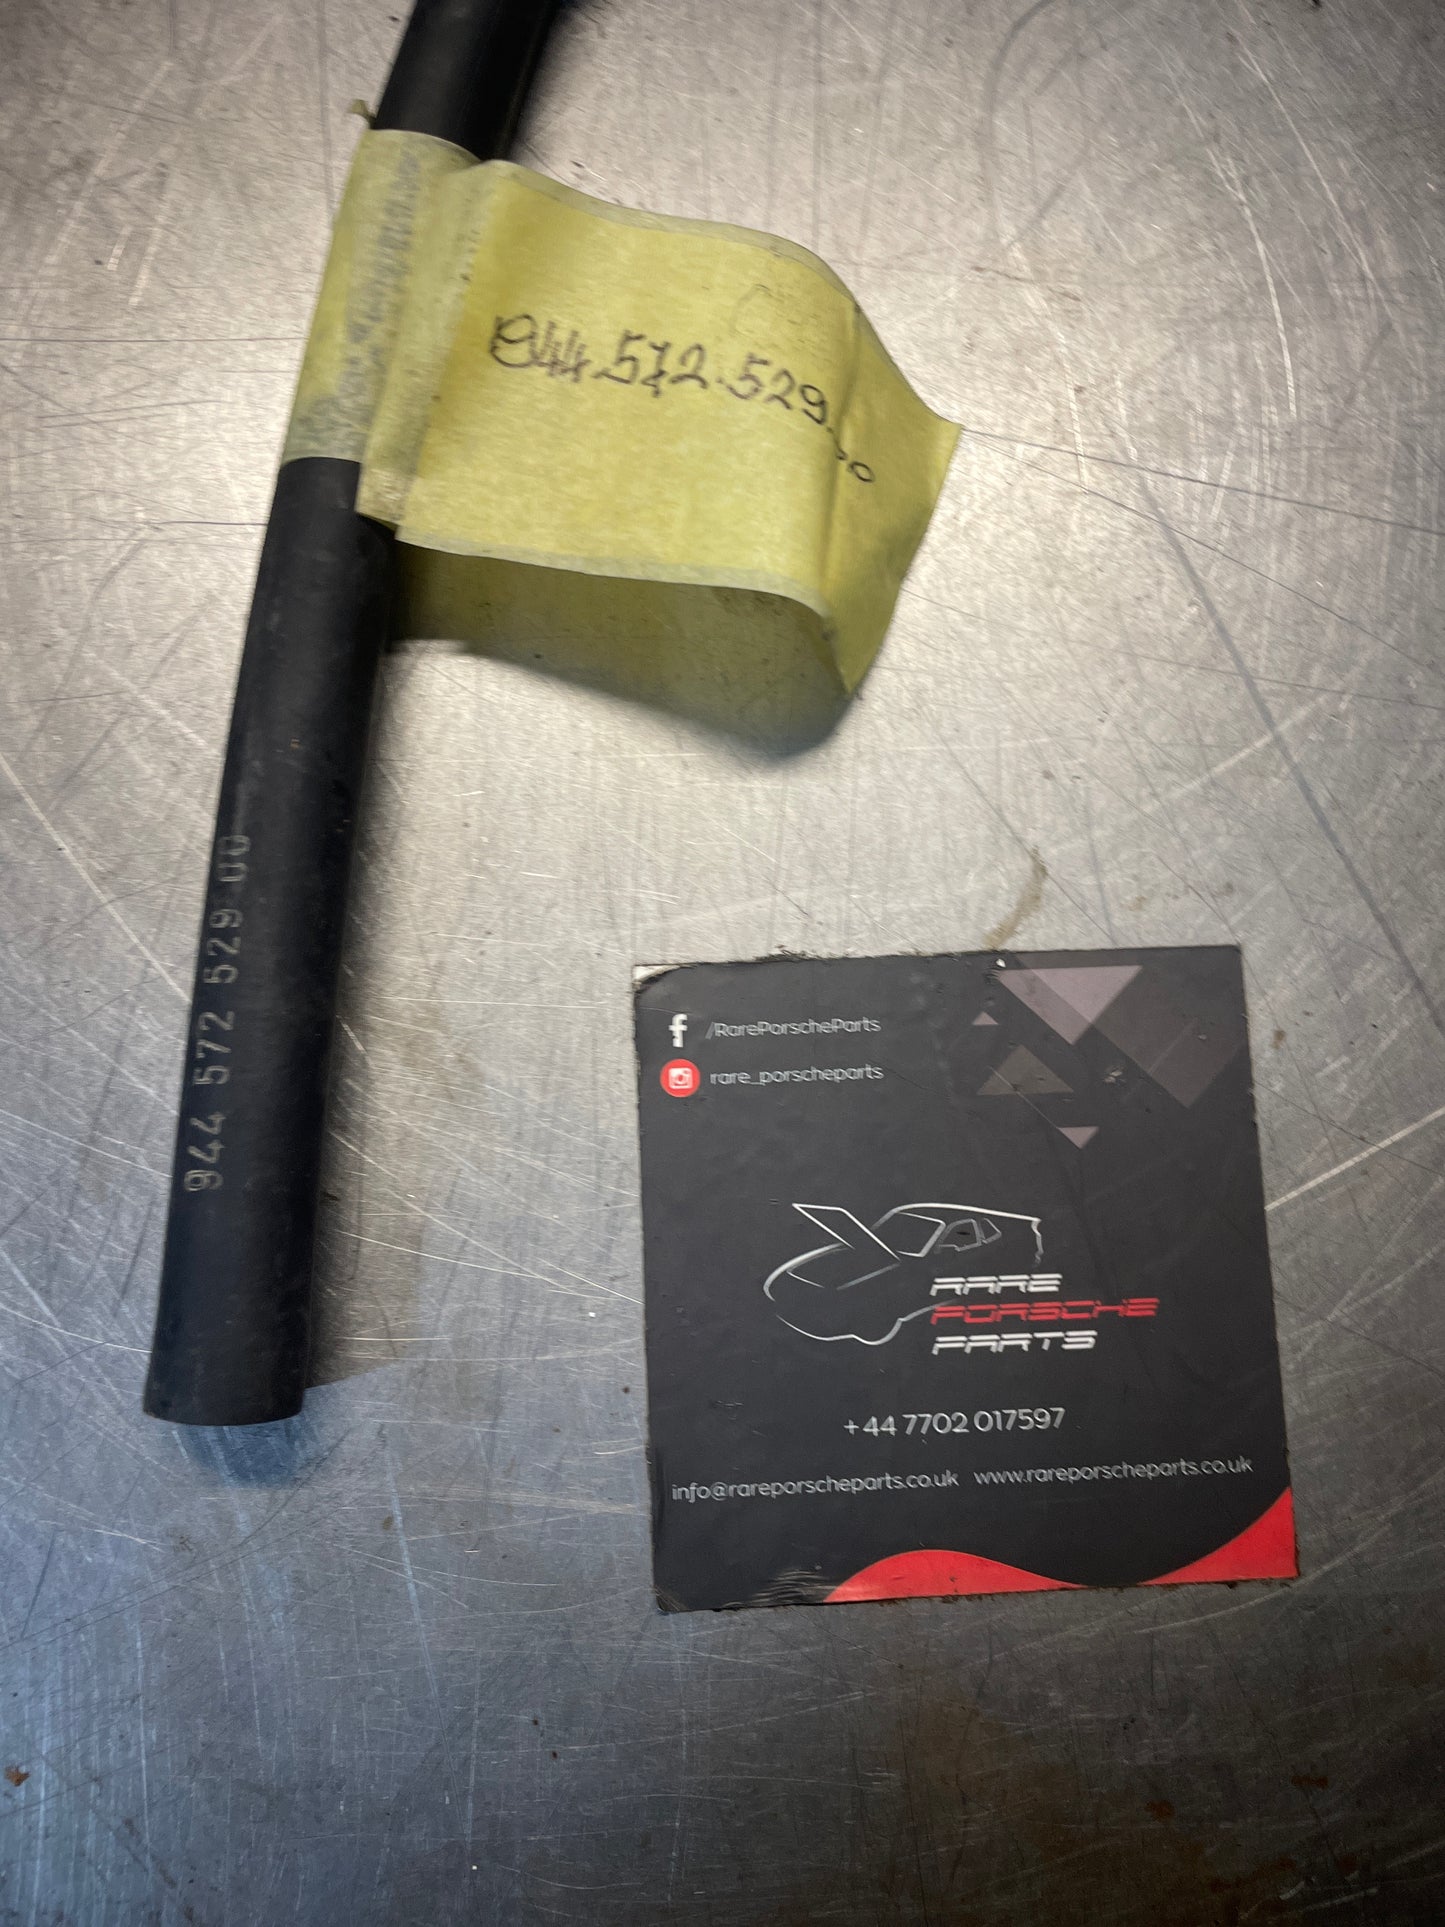 944.572.529.00
944 572 529 00
/RarePorscheParts
rare_porscheparts
RARE
PORSCHE
PARTS
+44 7702 017597
info@rareporscheparts.co.uk www.rareporscheparts.co.uk